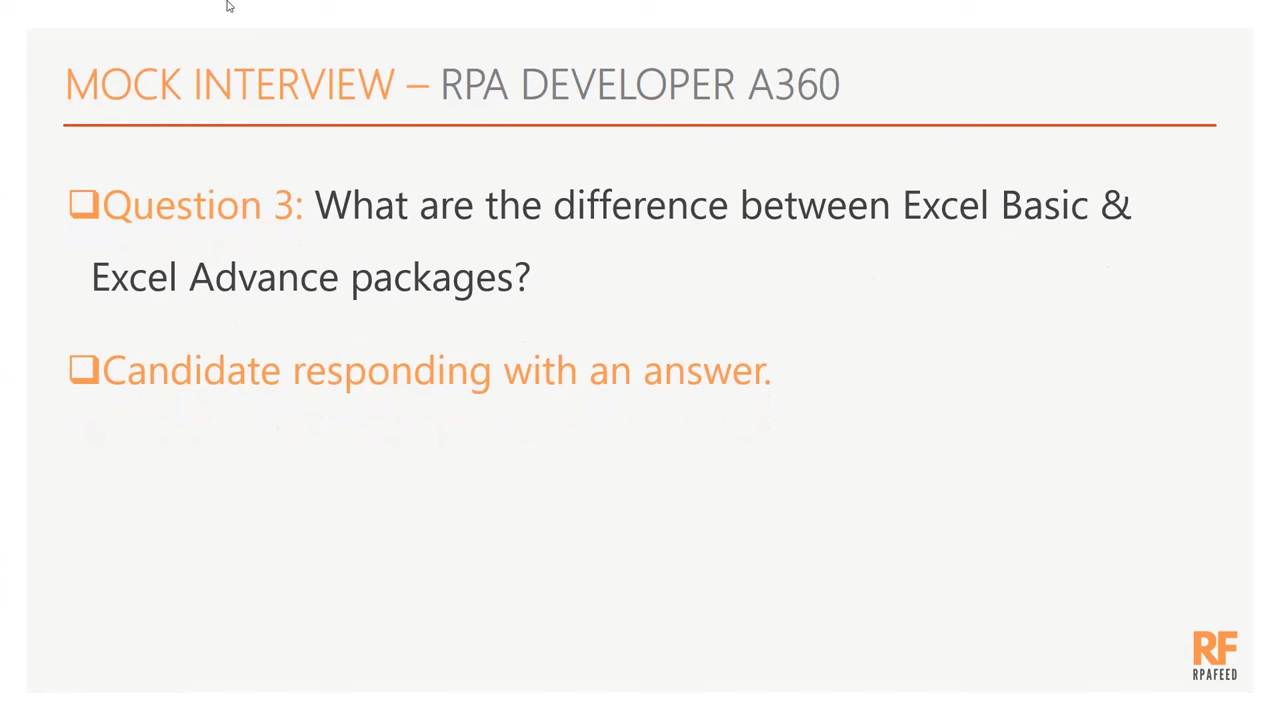 MOCK INTERVIEW – RPA DEVELOPER A360
❑Question 3: What are the difference between Excel Basic &
Excel Advance packages?
❑Candidate responding with an answer.
RF
RPAFEED